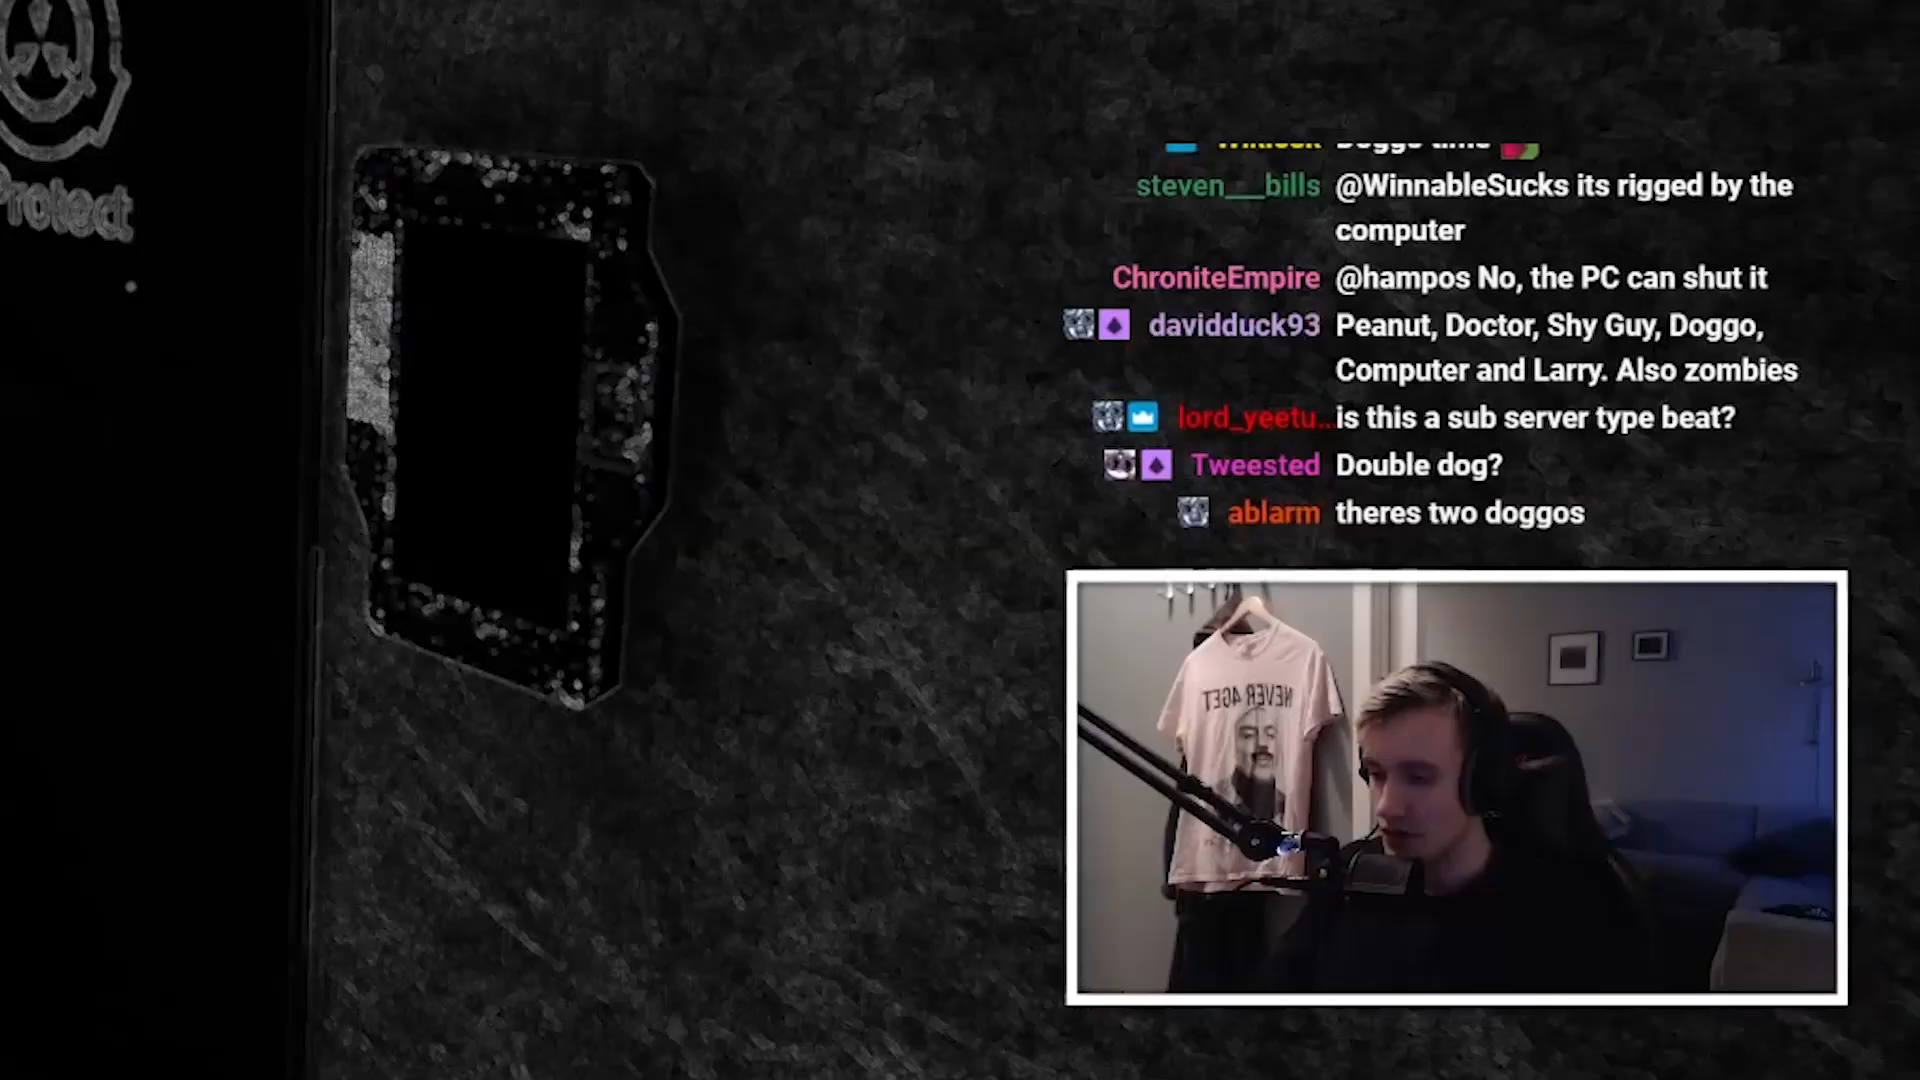 Protect
steven___bills @WinnableSucks its rigged by the
computer
ChroniteEmpire @hampos No, the PC can shut it
davidduck93 Peanut, Doctor, Shy Guy, Doggo,
Computer and Larry. Also zombies
lord_yeetu... is this a sub server type beat?
Tweested Double dog?
ablarm theres two doggos
NEVER 4GET